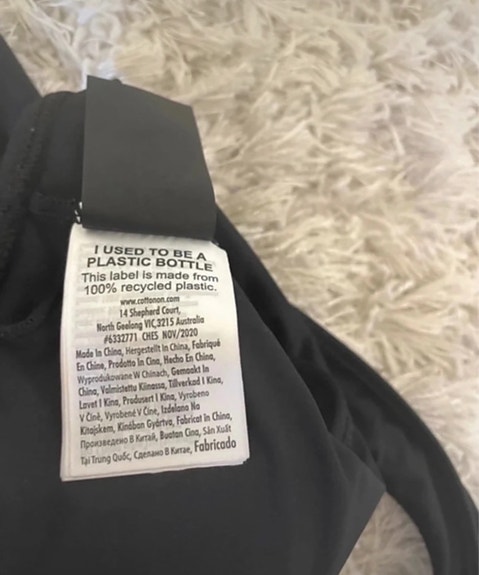 I USED TO BE A
PLASTIC BOTTLE
This label is made from
100% recycled plastic.
www.cottonon.com
14 Shepherd Court,
North Geelong VIC,3215 Australia
#6332771 CHES NOV/2020
Made In China, Hergestellt In China, Fabriqué
En Chine, Prodotto In Cina, Hecho En China,
Wyprodukowane W Chinach, Gemaakt In
China, Valmistettu Kiinassa, Tillverkad I Kina,
Lavet I Kina, Produsert I Kina, Vyrobeno
V Číně, Vyrobené V Číne, Izdelano Na
Kitajskem, Kínában Gyártva, Fabricat In China,
Произведено В Китай, Buatan Cina, Sản Xuất
Tại Trung Quốc, Сделано В Китае, Fabricado